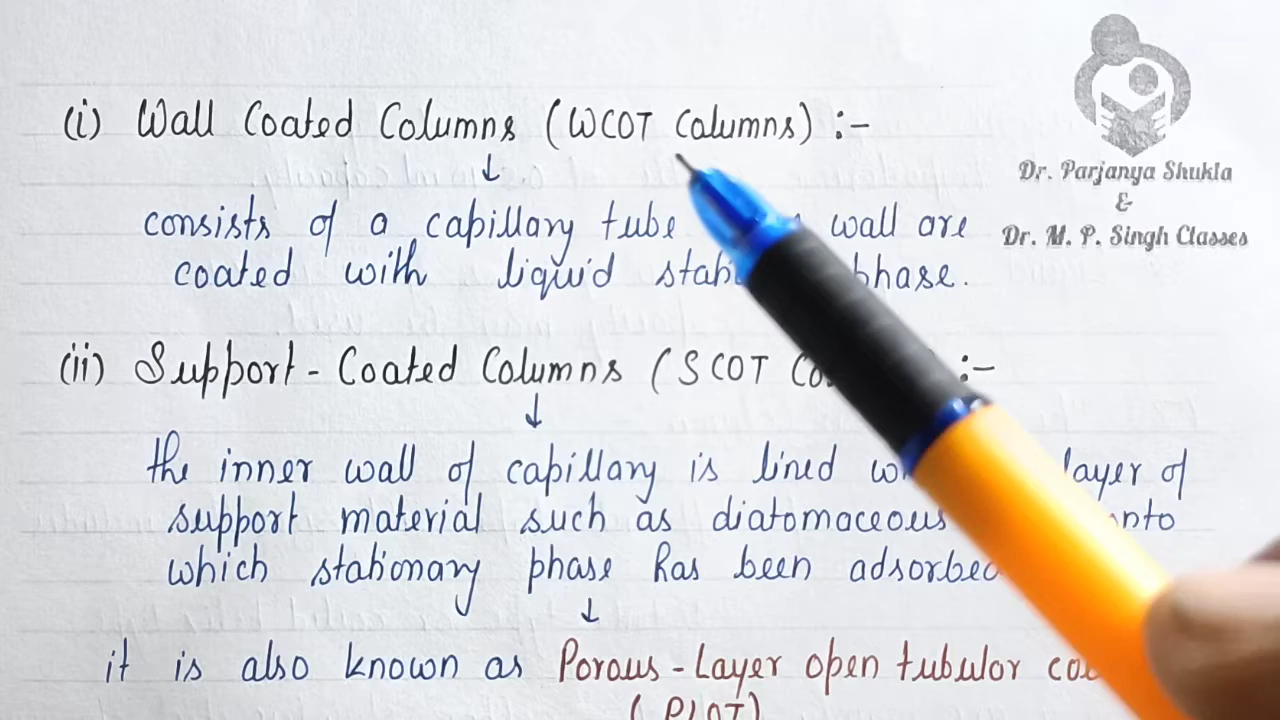 (i) Wall Coated Columns (WCOT Columns) :-
↓
consists of a capillary tube wall are
coated with liquid phase.
(ii) Support - Coated Columns (SCOT :-
↓
the inner wall of capillary is lined layer of
support material such as diatomaceous onto
which stationary phase has been adsorbed
↓
it is also known as Porous - Layer open tubulor
(PLOT)
Dr. Parjanya Shukla
&
Dr. M. P. Singh Classes